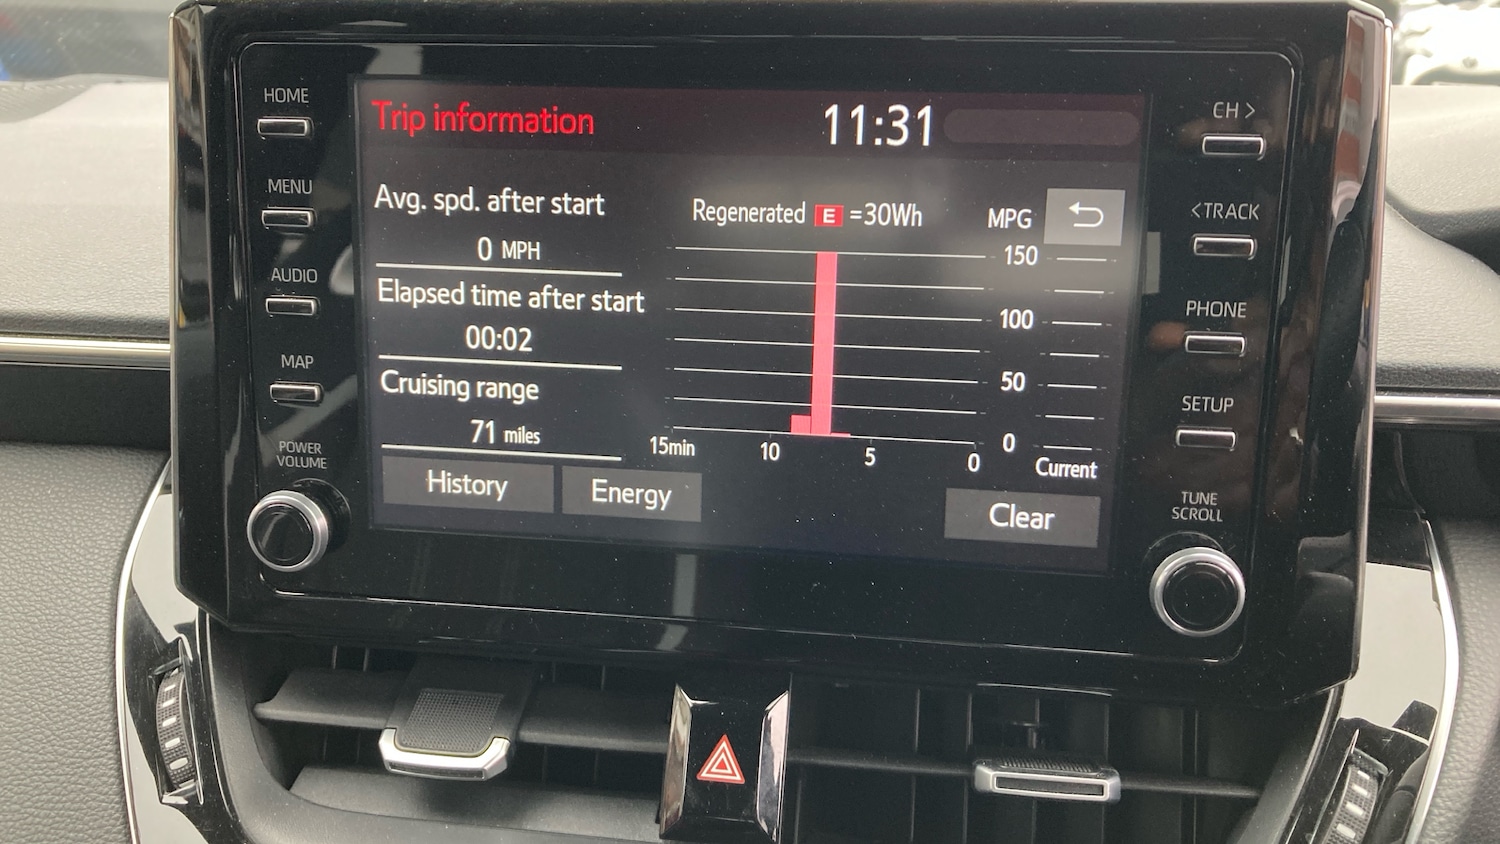 HOME
MENU
AUDIO
MAP
POWER
VOLUME
Trip information
11:31
Avg. spd. after start
0 MPH
Elapsed time after start
00:02
Cruising range
71 miles
History
Energy
Regenerated E =30Wh
MPG
150
100
50
0
15min 10 5 0
Current
Clear
CH >
<TRACK
PHONE
SETUP
TUNE
SCROLL